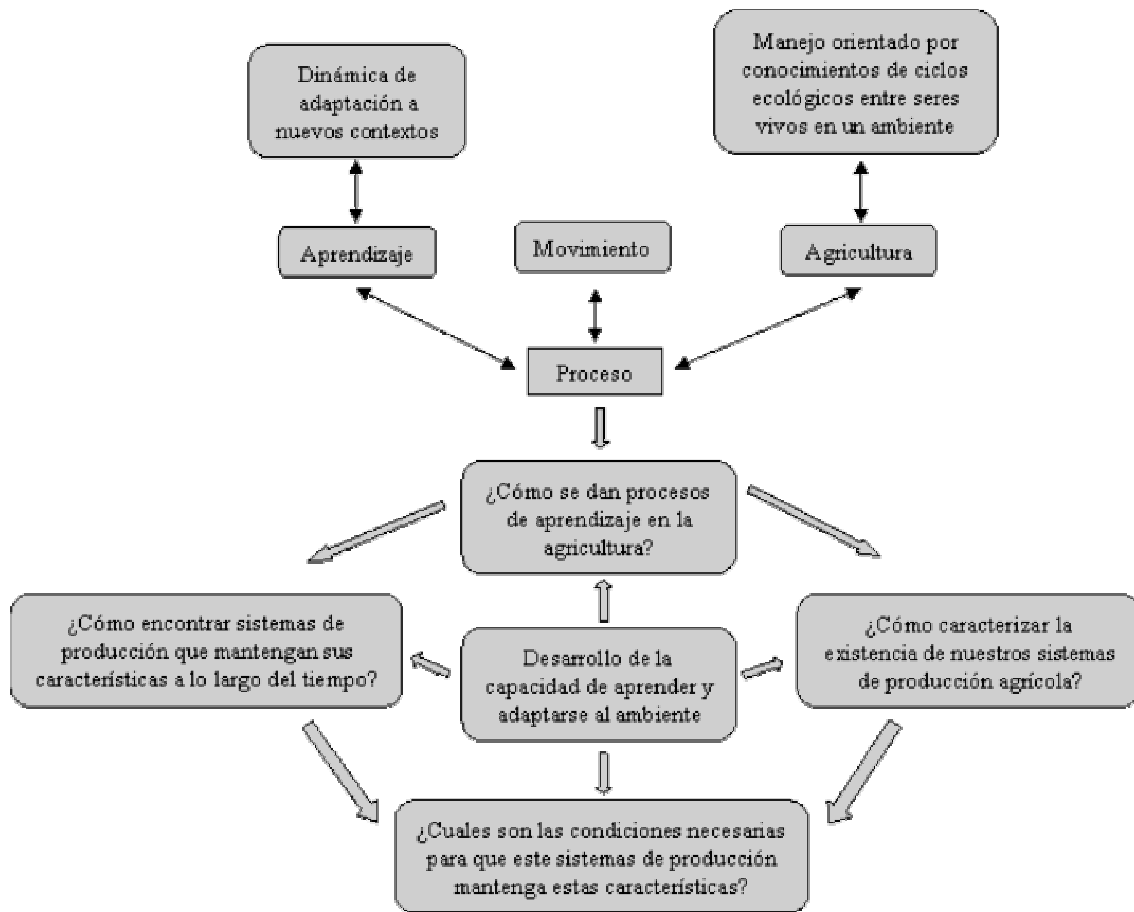 Dinámica de
adaptación a
nuevos contextos
Manejo orientado por
conocimientos de ciclos
ecológicos entre seres
vivos en un ambiente
Aprendizaje
Movimiento
Agricultura
Proceso
¿Cómo se dan procesos
de aprendizaje en la
agricultura?
¿Cómo encontrar sistemas de
producción que mantengan sus
características a lo largo del tiempo?
Desarrollo de la
capacidad de aprender y
adaptarse al ambiente
¿Cómo caracterizar la
existencia de nuestros sistemas
de producción agrícola?
¿Cuales son las condiciones necesarias
para que este sistemas de producción
mantenga estas características?